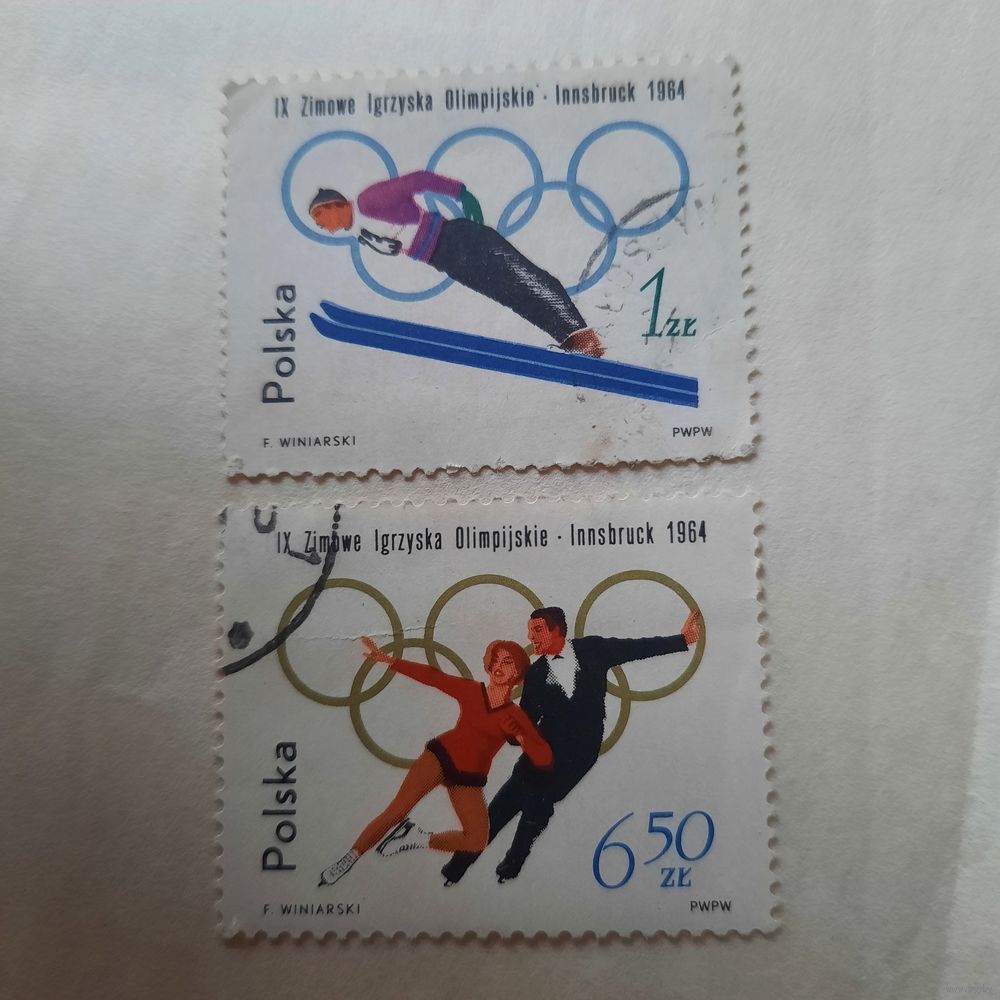 IX Zimowe Igrzyska Olimpijskie · Innsbruck 1964
Polska
1 ZŁ
F. WINIARSKI
PWPW
IX Zimowe Igrzyska Olimpijskie · Innsbruck 1964
Polska
6 50 ZŁ
F. WINIARSKI
PWPW